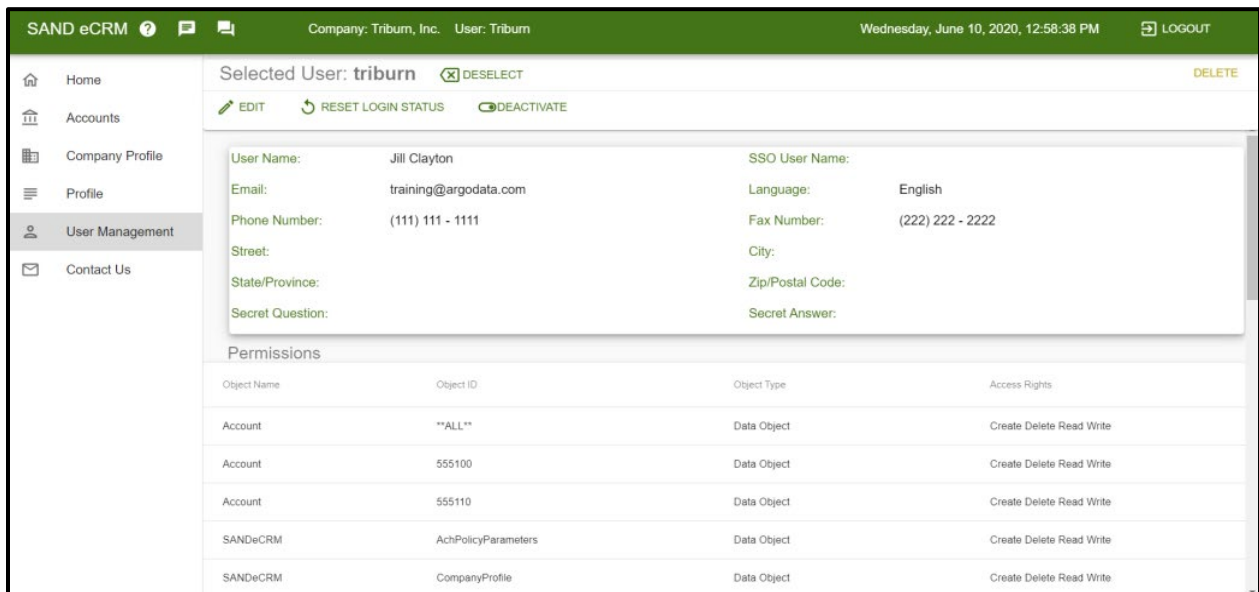 SAND eCRM ? Company: Triburn, Inc. User: Triburn Wednesday, June 10, 2020, 12:58:38 PM LOGOUT
Home
Accounts
Company Profile
Profile
User Management
Contact Us
Selected User: triburn DESELECT DELETE
EDIT RESET LOGIN STATUS DEACTIVATE
User Name: Jill Clayton SSO User Name:
Email: training@argodata.com Language: English
Phone Number: (111) 111 - 1111 Fax Number: (222) 222 - 2222
Street: City:
State/Province: Zip/Postal Code:
Secret Question: Secret Answer:
Permissions
Object Name Object ID Object Type Access Rights
Account **ALL** Data Object Create Delete Read Write
Account 555100 Data Object Create Delete Read Write
Account 555110 Data Object Create Delete Read Write
SANDeCRM AchPolicyParameters Data Object Create Delete Read Write
SANDeCRM CompanyProfile Data Object Create Delete Read Write